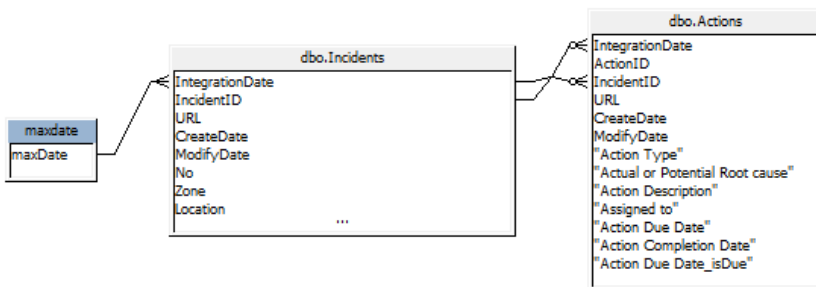 maxdate
maxDate
dbo.Incidents
IntegrationDate
IncidentID
URL
CreateDate
ModifyDate
No
Zone
Location
...
dbo.Actions
IntegrationDate
ActionID
IncidentID
URL
CreateDate
ModifyDate
"Action Type"
"Actual or Potential Root cause"
"Action Description"
"Assigned to"
"Action Due Date"
"Action Completion Date"
"Action Due Date_isDue"